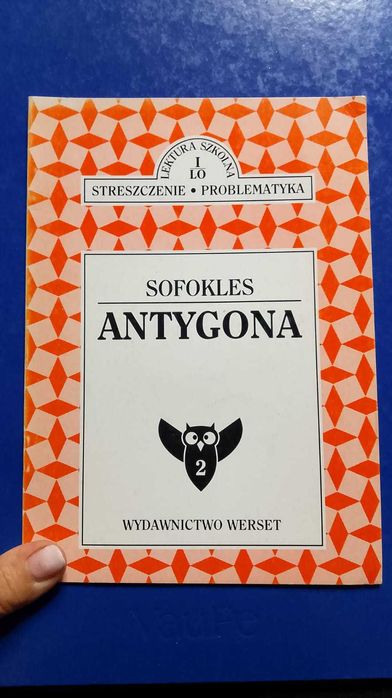 LEKTURA SZKOLNA
I
LO
STRESZCZENIE • PROBLEMATYKA
SOFOKLES
ANTYGONA
2
WYDAWNICTWO WERSET